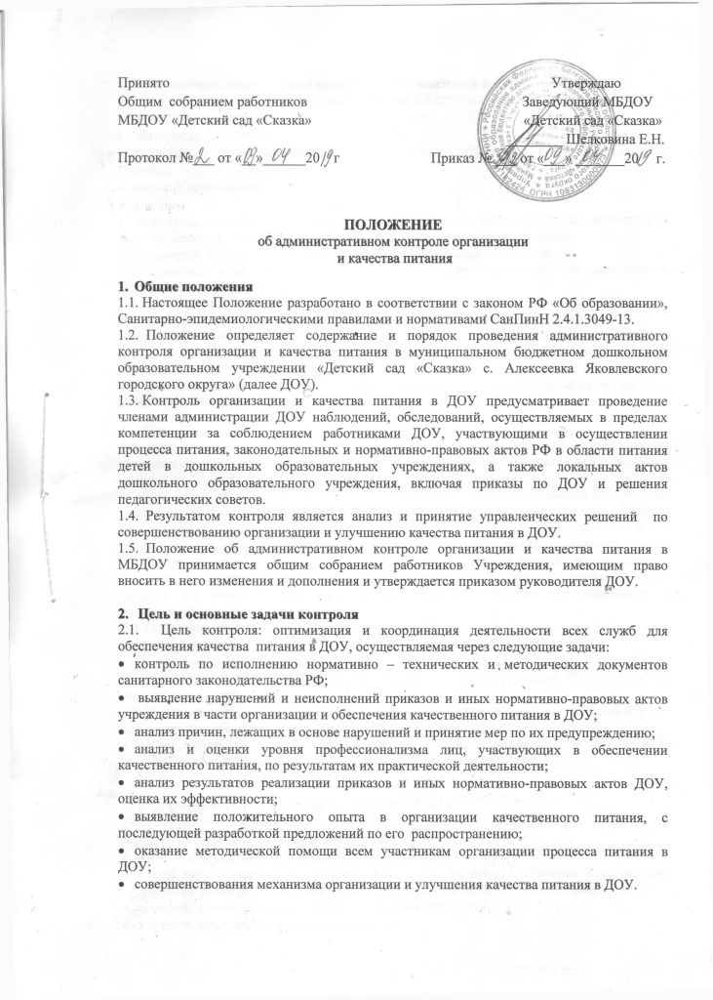 Принято Утверждаю
Общим собранием работников Заведующий МБДОУ
МБДОУ «Детский сад «Сказка» «Детский сад «Сказка»
Шелковина Е.Н.
Протокол № 2 от «09» 04 2019 г Приказ № от «09» 04 2019 г.
ПОЛОЖЕНИЕ
об административном контроле организации
и качества питания
1. Общие положения
1.1. Настоящее Положение разработано в соответствии с законом РФ «Об образовании»,
Санитарно-эпидемиологическими правилами и нормативами СанПинН 2.4.1.3049-13.
1.2. Положение определяет содержание и порядок проведения административного
контроля организации и качества питания в муниципальном бюджетном дошкольном
образовательном учреждении «Детский сад «Сказка» с. Алексеевка Яковлевского
городского округа» (далее ДОУ).
1.3. Контроль организации и качества питания в ДОУ предусматривает проведение
членами администрации ДОУ наблюдений, обследований, осуществляемых в пределах
компетенции за соблюдением работниками ДОУ, участвующими в осуществлении
процесса питания, законодательных и нормативно-правовых актов РФ в области питания
детей в дошкольных образовательных учреждениях, а также локальных актов
дошкольного образовательного учреждения, включая приказы по ДОУ и решения
педагогических советов.
1.4. Результатом контроля является анализ и принятие управленческих решений по
совершенствованию организации и улучшению качества питания в ДОУ.
1.5. Положение об административном контроле организации и качества питания в
МБДОУ принимается общим собранием работников Учреждения, имеющим право
вносить в него изменения и дополнения и утверждается приказом руководителя ДОУ.
2. Цель и основные задачи контроля
2.1. Цель контроля: оптимизация и координация деятельности всех служб для
обеспечения качества питания в ДОУ, осуществляемая через следующие задачи:
• контроль по исполнению нормативно – технических и методических документов
санитарного законодательства РФ;
• выявление нарушений и неисполнений приказов и иных нормативно-правовых актов
учреждения в части организации и обеспечения качественного питания в ДОУ;
• анализ причин, лежащих в основе нарушений и принятие мер по их предупреждению;
• анализ и оценки уровня профессионализма лиц, участвующих в обеспечении
качественного питания, по результатам их практической деятельности;
• анализ результатов реализации приказов и иных нормативно-правовых актов ДОУ,
оценка их эффективности;
• выявление положительного опыта в организации качественного питания, с
последующей разработкой предложений по его распространению;
• оказание методической помощи всем участникам организации процесса питания в
ДОУ;
• совершенствования механизма организации и улучшения качества питания в ДОУ.